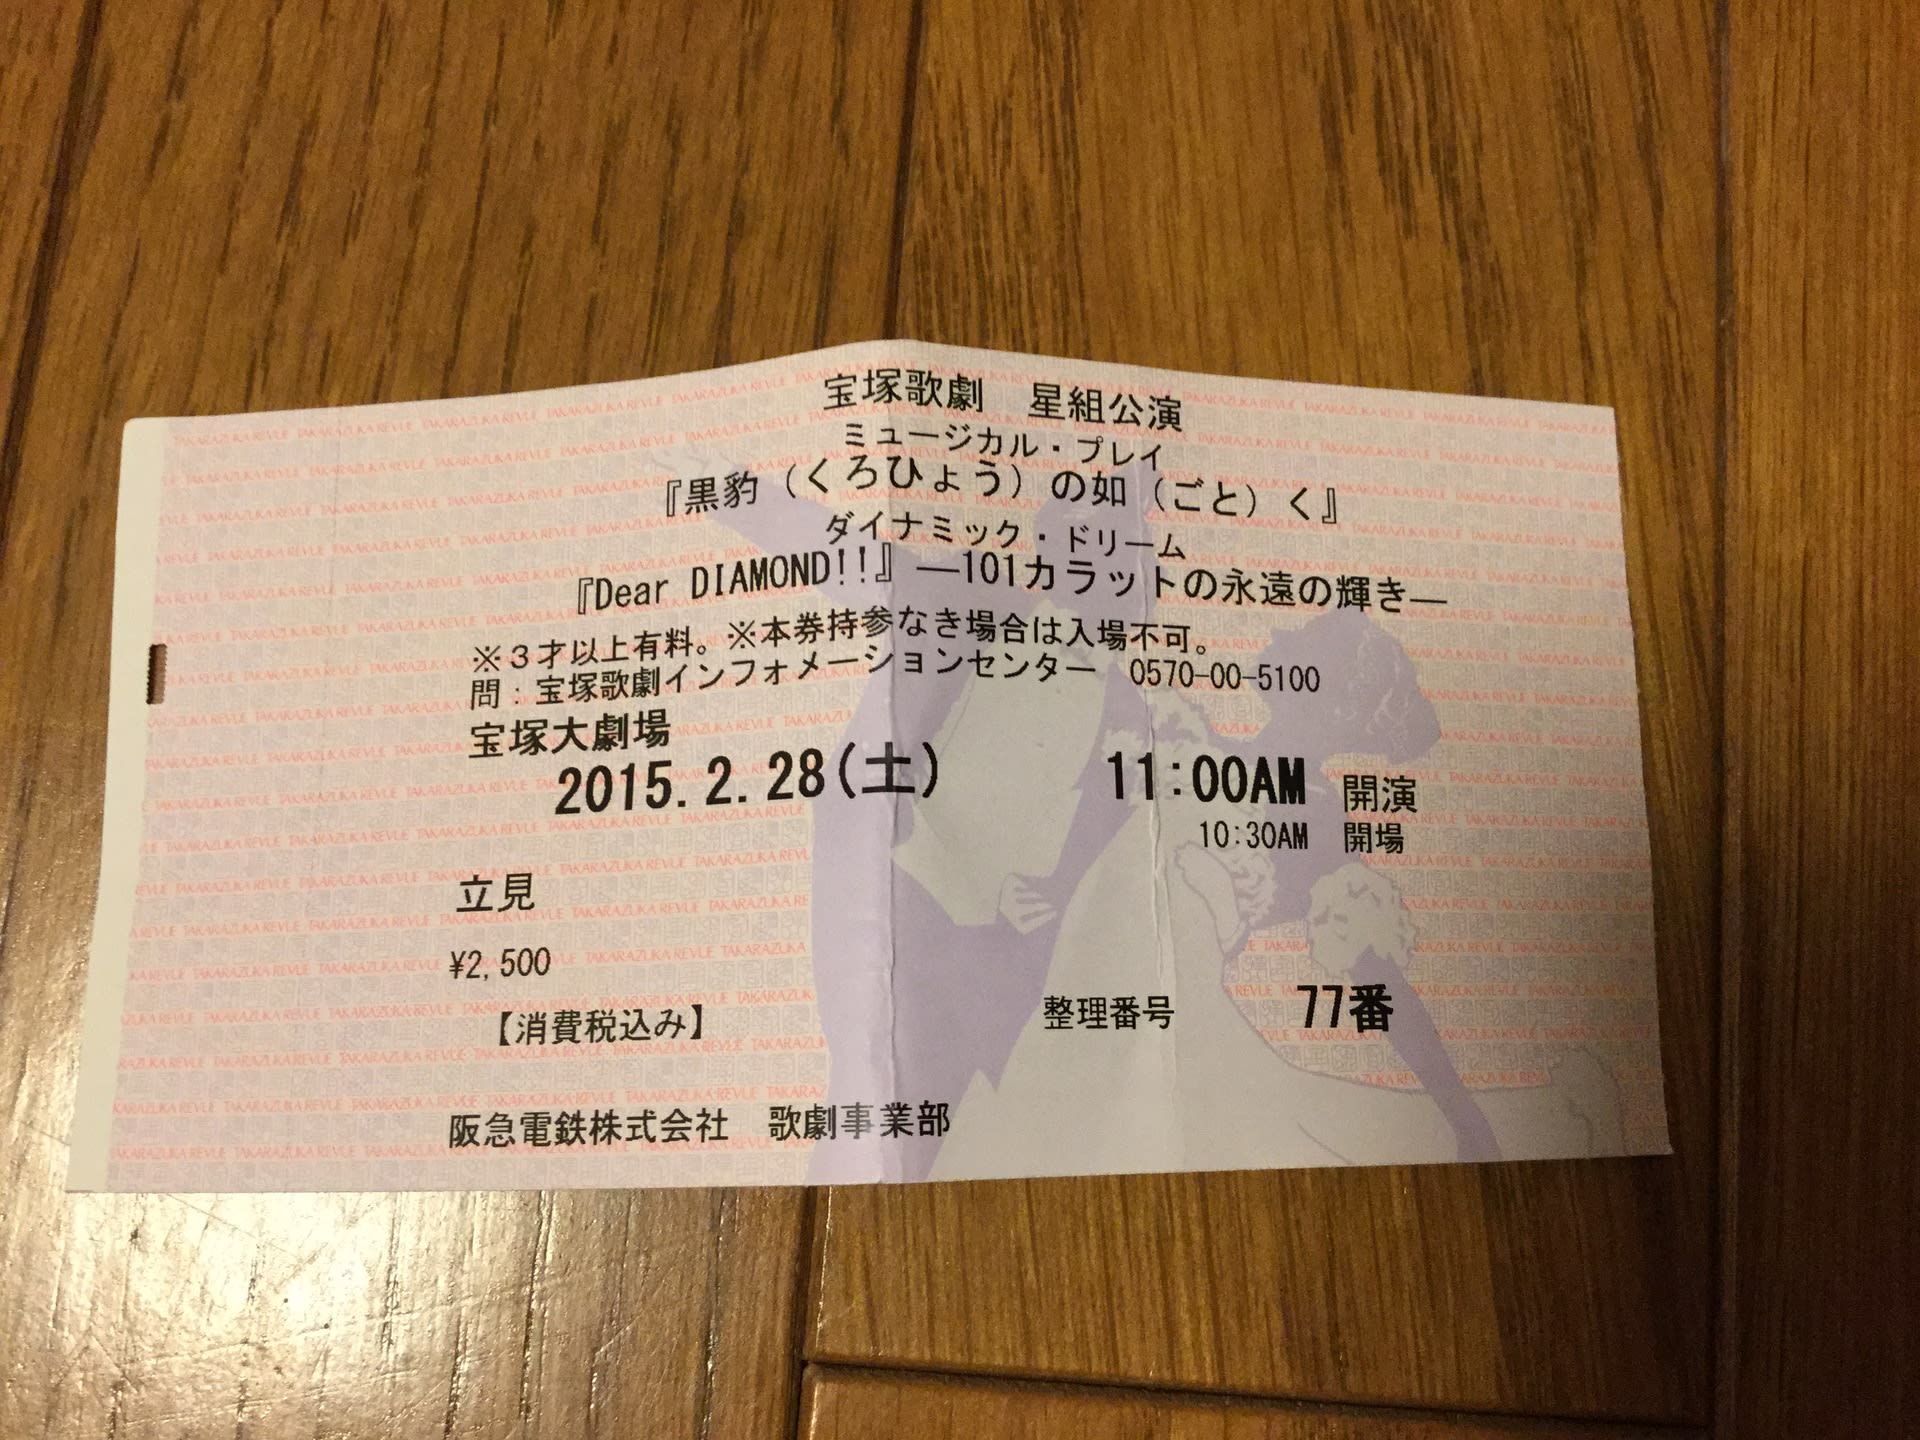 宝塚歌劇　星組公演
ミュージカル・プレイ
『黒豹（くろひょう）の如（ごと）く』
ダイナミック・ドリーム
『Dear DIAMOND!!』―101カラットの永遠の輝き―
※３才以上有料。※本券持参なき場合は入場不可。
問：宝塚歌劇インフォメーションセンター　0570-00-5100
宝塚大劇場
2015.2.28(土)　11:00AM 開演
10:30AM 開場
立見
¥2,500
【消費税込み】
整理番号　77番
阪急電鉄株式会社　歌劇事業部
TAKARAZUKA REVUE